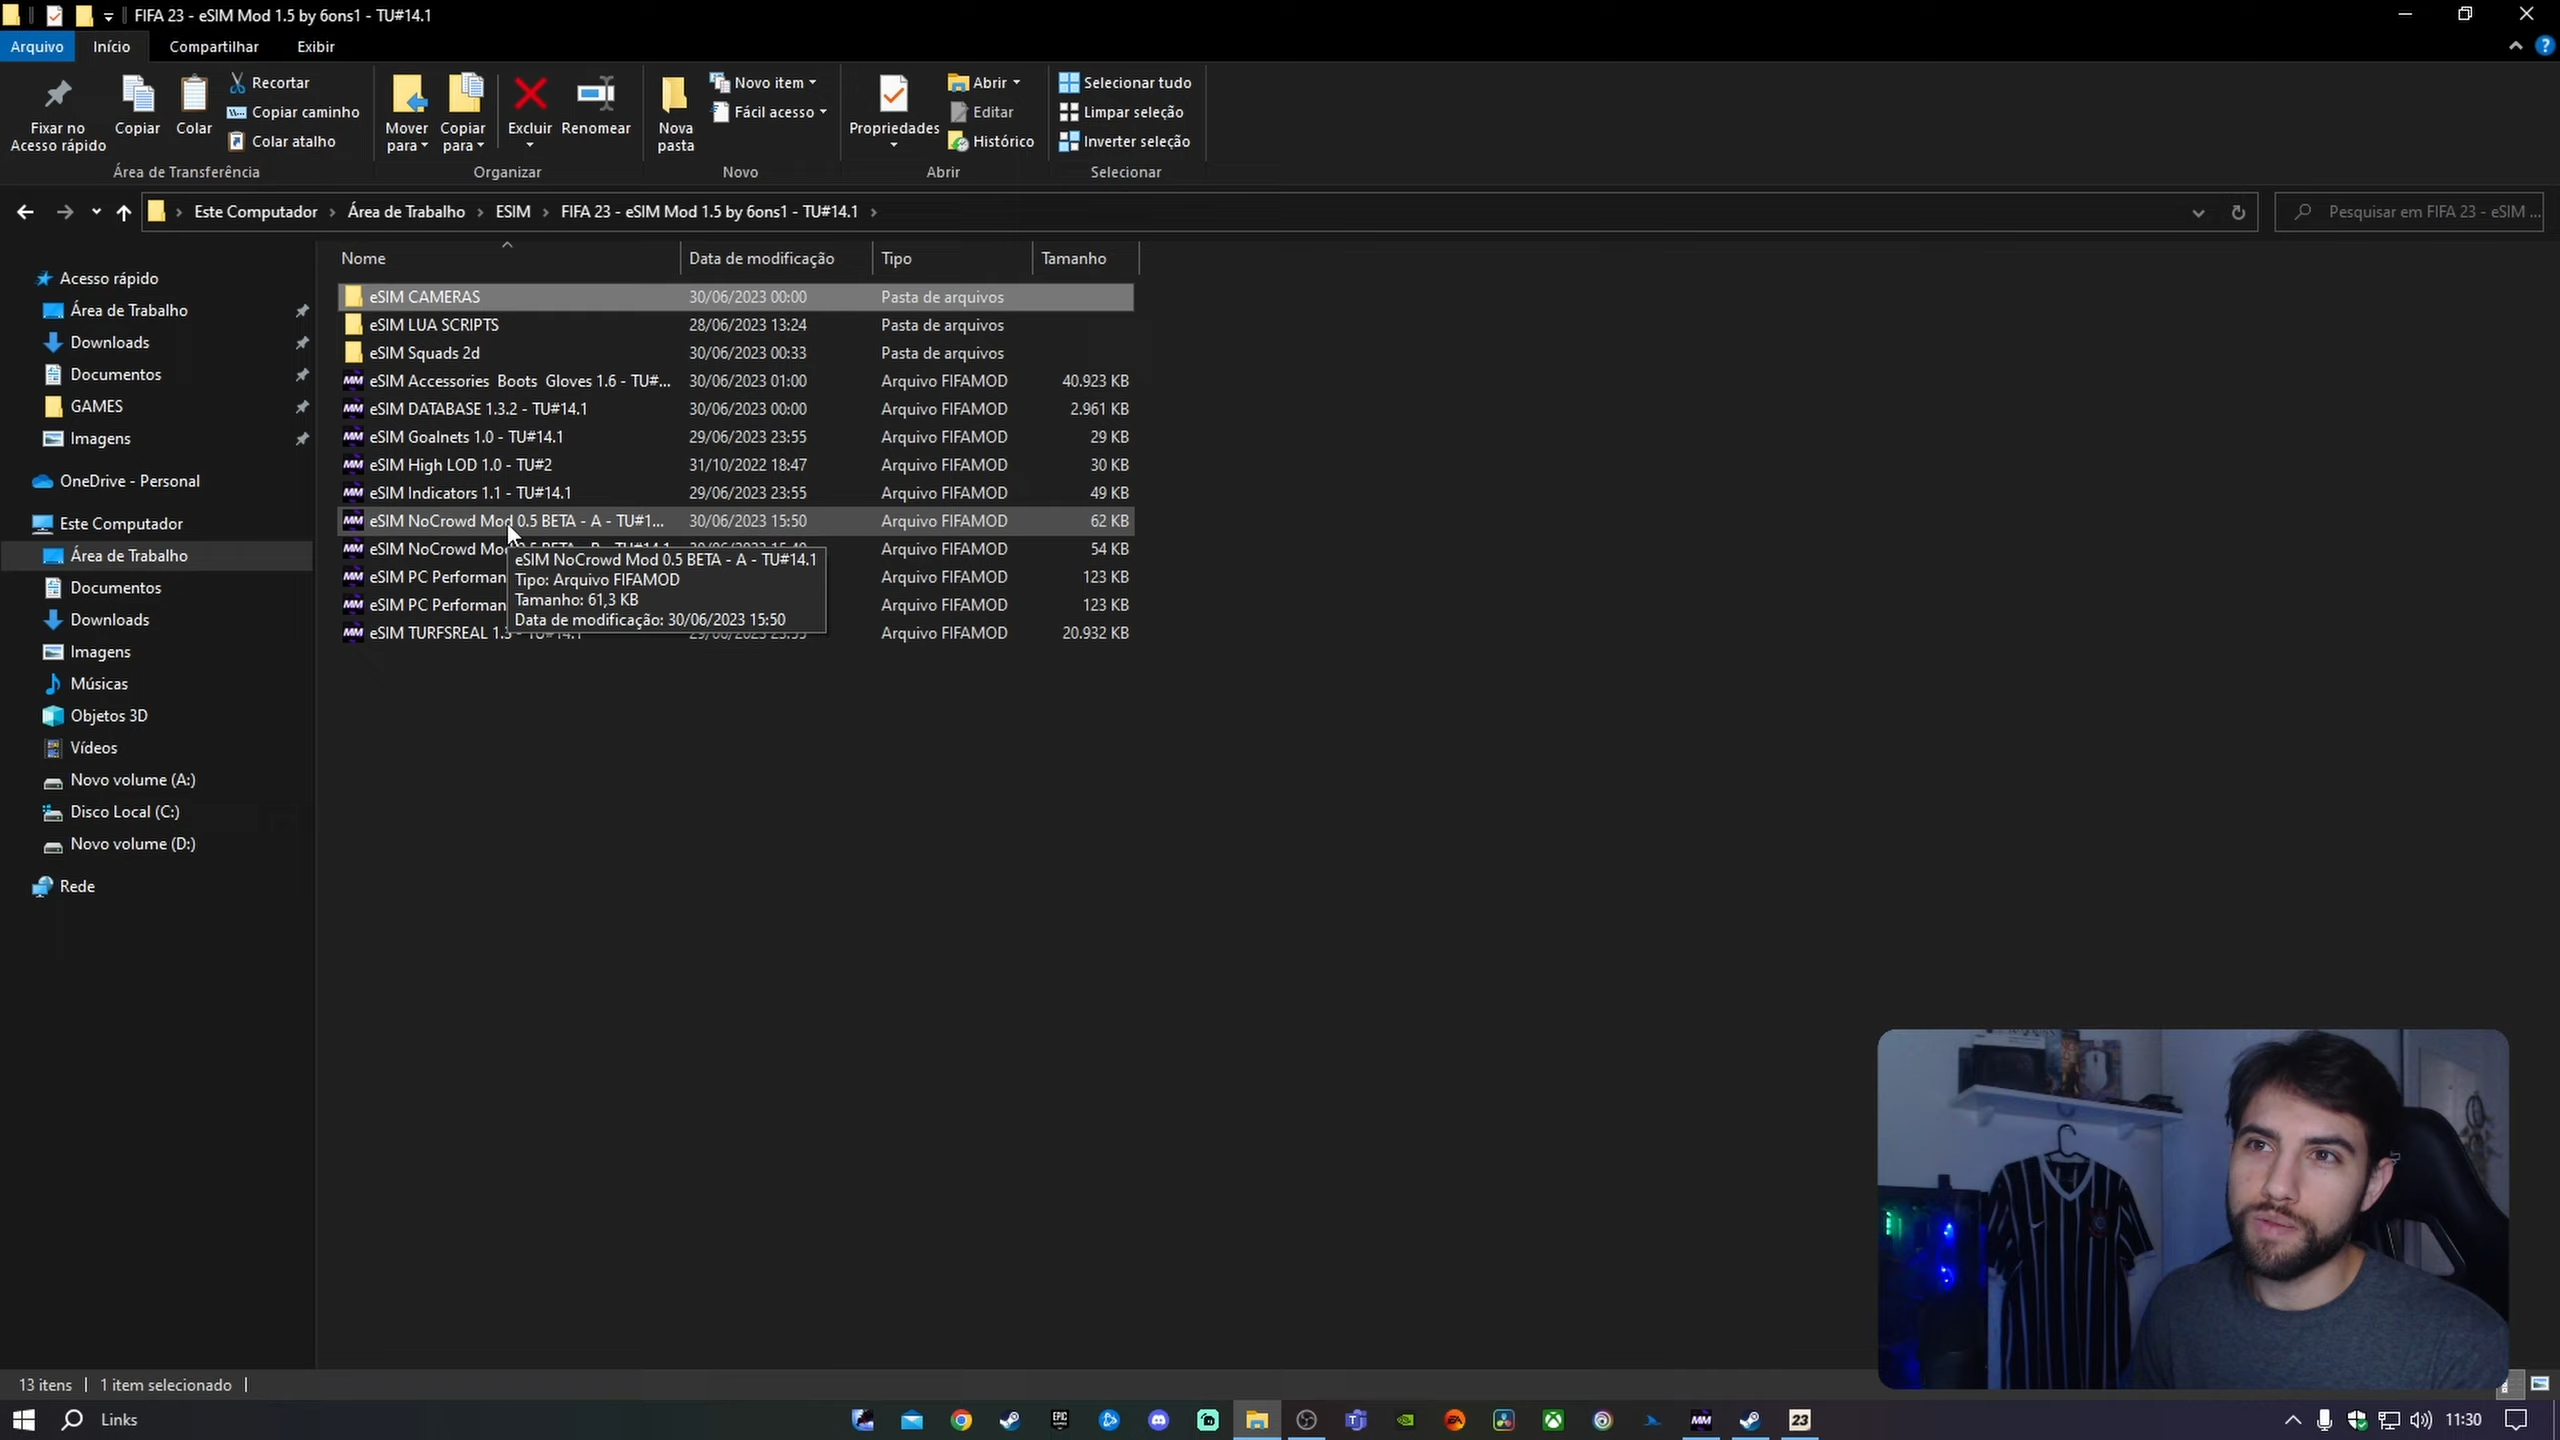 FIFA 23 - eSIM Mod 1.5 by 6ons1 - TU#14.1
Arquivo Início Compartilhar Exibir
Fixar no Acesso rápido
Copiar
Colar
Recortar
Copiar caminho
Colar atalho
Área de Transferência
Mover para
Copiar para
Excluir
Renomear
Organizar
Nova pasta
Novo item
Fácil acesso
Novo
Propriedades
Abrir
Editar
Histórico
Abrir
Selecionar tudo
Limpar seleção
Inverter seleção
Selecionar
Este Computador > Área de Trabalho > ESIM > FIFA 23 - eSIM Mod 1.5 by 6ons1 - TU#14.1 >
Pesquisar em FIFA 23 - eSIM ...
Acesso rápido
Área de Trabalho
Downloads
Documentos
GAMES
Imagens
OneDrive - Personal
Este Computador
Área de Trabalho
Documentos
Downloads
Imagens
Músicas
Objetos 3D
Vídeos
Novo volume (A:)
Disco Local (C:)
Novo volume (D:)
Rede
Nome Data de modificação Tipo Tamanho
eSIM CAMERAS 30/06/2023 00:00 Pasta de arquivos
eSIM LUA SCRIPTS 28/06/2023 13:24 Pasta de arquivos
eSIM Squads 2d 30/06/2023 00:33 Pasta de arquivos
eSIM Accessories Boots Gloves 1.6 - TU#... 30/06/2023 01:00 Arquivo FIFAMOD 40.923 KB
eSIM DATABASE 1.3.2 - TU#14.1 30/06/2023 00:00 Arquivo FIFAMOD 2.961 KB
eSIM Goalnets 1.0 - TU#14.1 29/06/2023 23:55 Arquivo FIFAMOD 29 KB
eSIM High LOD 1.0 - TU#2 31/10/2022 18:47 Arquivo FIFAMOD 30 KB
eSIM Indicators 1.1 - TU#14.1 29/06/2023 23:55 Arquivo FIFAMOD 49 KB
eSIM NoCrowd Mod 0.5 BETA - A - TU#1... 30/06/2023 15:50 Arquivo FIFAMOD 62 KB
eSIM NoCrowd Arquivo FIFAMOD 54 KB
eSIM PC Arquivo FIFAMOD 123 KB
eSIM PC Arquivo FIFAMOD 123 KB
eSIM TURFSREAL Arquivo FIFAMOD 20.932 KB
eSIM NoCrowd Mod 0.5 BETA - A - TU#14.1
Tipo: Arquivo FIFAMOD
Tamanho: 61,3 KB
Data de modificação: 30/06/2023 15:50
13 itens 1 item selecionado
Links
EPIC
EA
MM
23
11:30